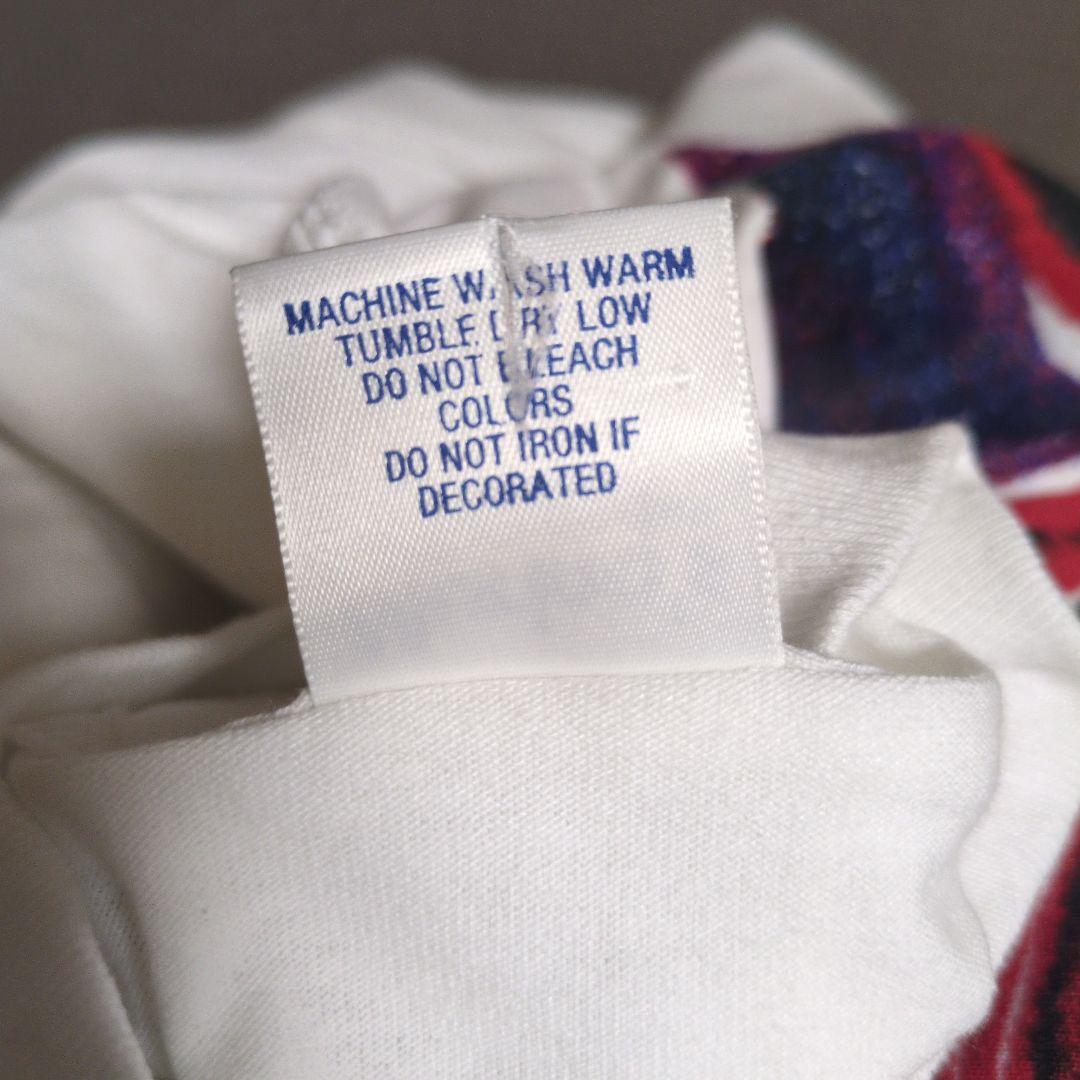 MACHINE WASH WARM
TUMBLE DRY LOW
DO NOT BLEACH
COLORS
DO NOT IRON IF
DECORATED